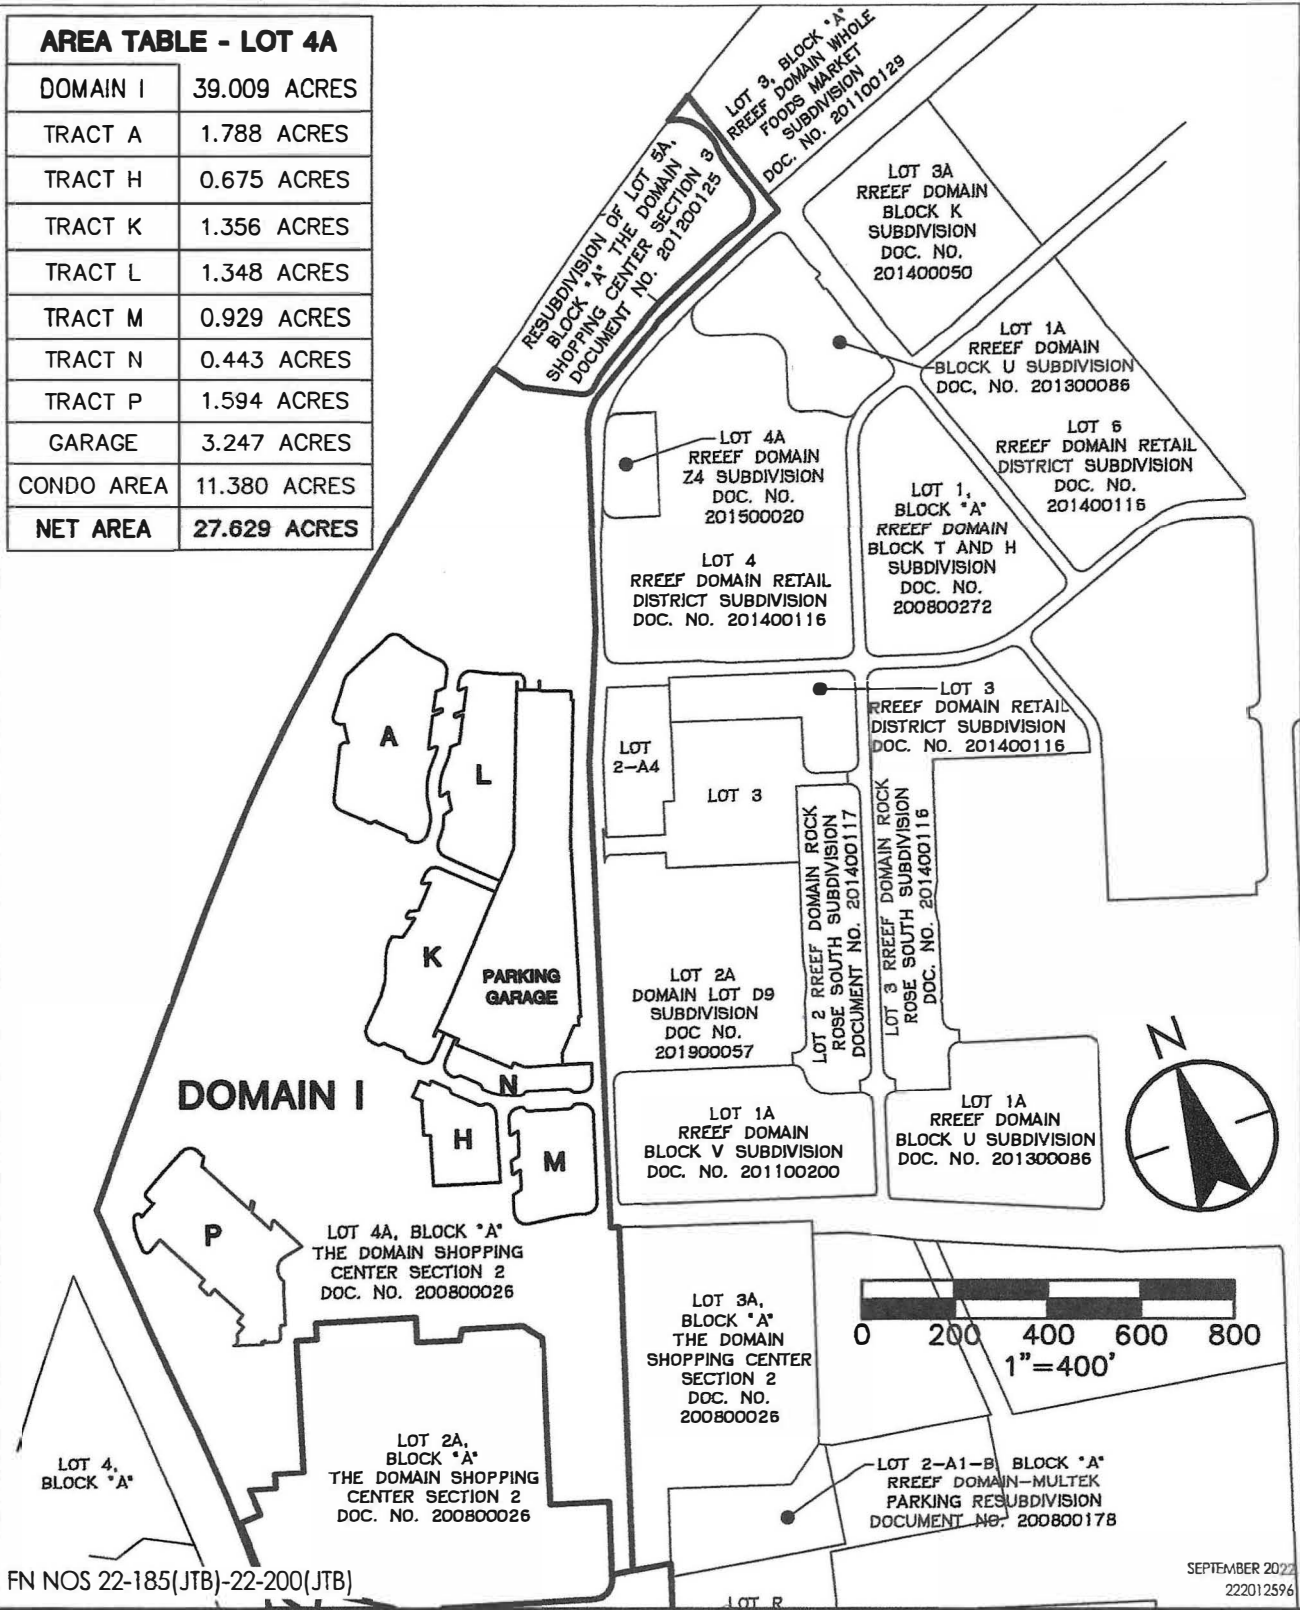 AREA TABLE - LOT 4A
DOMAIN I 39.009 ACRES
TRACT A 1.788 ACRES
TRACT H 0.675 ACRES
TRACT K 1.356 ACRES
TRACT L 1.348 ACRES
TRACT M 0.929 ACRES
TRACT N 0.443 ACRES
TRACT P 1.594 ACRES
GARAGE 3.247 ACRES
CONDO AREA 11.380 ACRES
NET AREA 27.629 ACRES
LOT 3, BLOCK "A"
RREEF DOMAIN WHOLE
FOODS MARKET
SUBDIVISION
DOC. NO. 201100129
RESUBDIVISION OF LOT 5A,
BLOCK "A" THE DOMAIN
SHOPPING CENTER SECTION 3
DOCUMENT NO. 201200125
LOT 3A
RREEF DOMAIN
BLOCK K
SUBDIVISION
DOC. NO.
201400050
LOT 1A
RREEF DOMAIN
BLOCK U SUBDIVISION
DOC, NO. 201300086
LOT 6
RREEF DOMAIN RETAIL
DISTRICT SUBDIVISION
DOC. NO.
201400116
LOT 4A
RREEF DOMAIN
Z4 SUBDIVISION
DOC. NO.
201500020
LOT 1,
BLOCK "A"
RREEF DOMAIN
BLOCK T AND H
SUBDIVISION
DOC. NO.
200800272
LOT 4
RREEF DOMAIN RETAIL
DISTRICT SUBDIVISION
DOC. NO. 201400116
LOT 3
RREEF DOMAIN RETAIL
DISTRICT SUBDIVISION
DOC. NO. 201400116
A
L
LOT
2-A4
LOT 3
LOT 2 RREEF DOMAIN ROCK
ROSE SOUTH SUBDIVISION
DOCUMENT NO. 201400117
LOT 3 RREEF DOMAIN ROCK
ROSE SOUTH SUBDIVISION
DOC. NO. 201400116
K
PARKING
GARAGE
LOT 2A
DOMAIN LOT D9
SUBDIVISION
DOC NO.
201900057
N
DOMAIN I
N
H
M
P
LOT 1A
RREEF DOMAIN
BLOCK V SUBDIVISION
DOC. NO. 201100200
LOT 1A
RREEF DOMAIN
BLOCK U SUBDIVISION
DOC. NO. 201300086
LOT 4A, BLOCK "A"
THE DOMAIN SHOPPING
CENTER SECTION 2
DOC. NO. 200800026
LOT 3A,
BLOCK "A"
THE DOMAIN
SHOPPING CENTER
SECTION 2
DOC. NO.
200800026
0 200 400 600 800
1"=400'
LOT 4,
BLOCK "A"
LOT 2A,
BLOCK "A"
THE DOMAIN SHOPPING
CENTER SECTION 2
DOC. NO. 200800026
LOT 2-A1-B, BLOCK "A"
RREEF DOMAIN-MULTEK
PARKING RESUBDIVISION
DOCUMENT NO. 200800178
LOT R
FN NOS 22-185(JTB)-22-200(JTB)
SEPTEMBER 2022
222012596